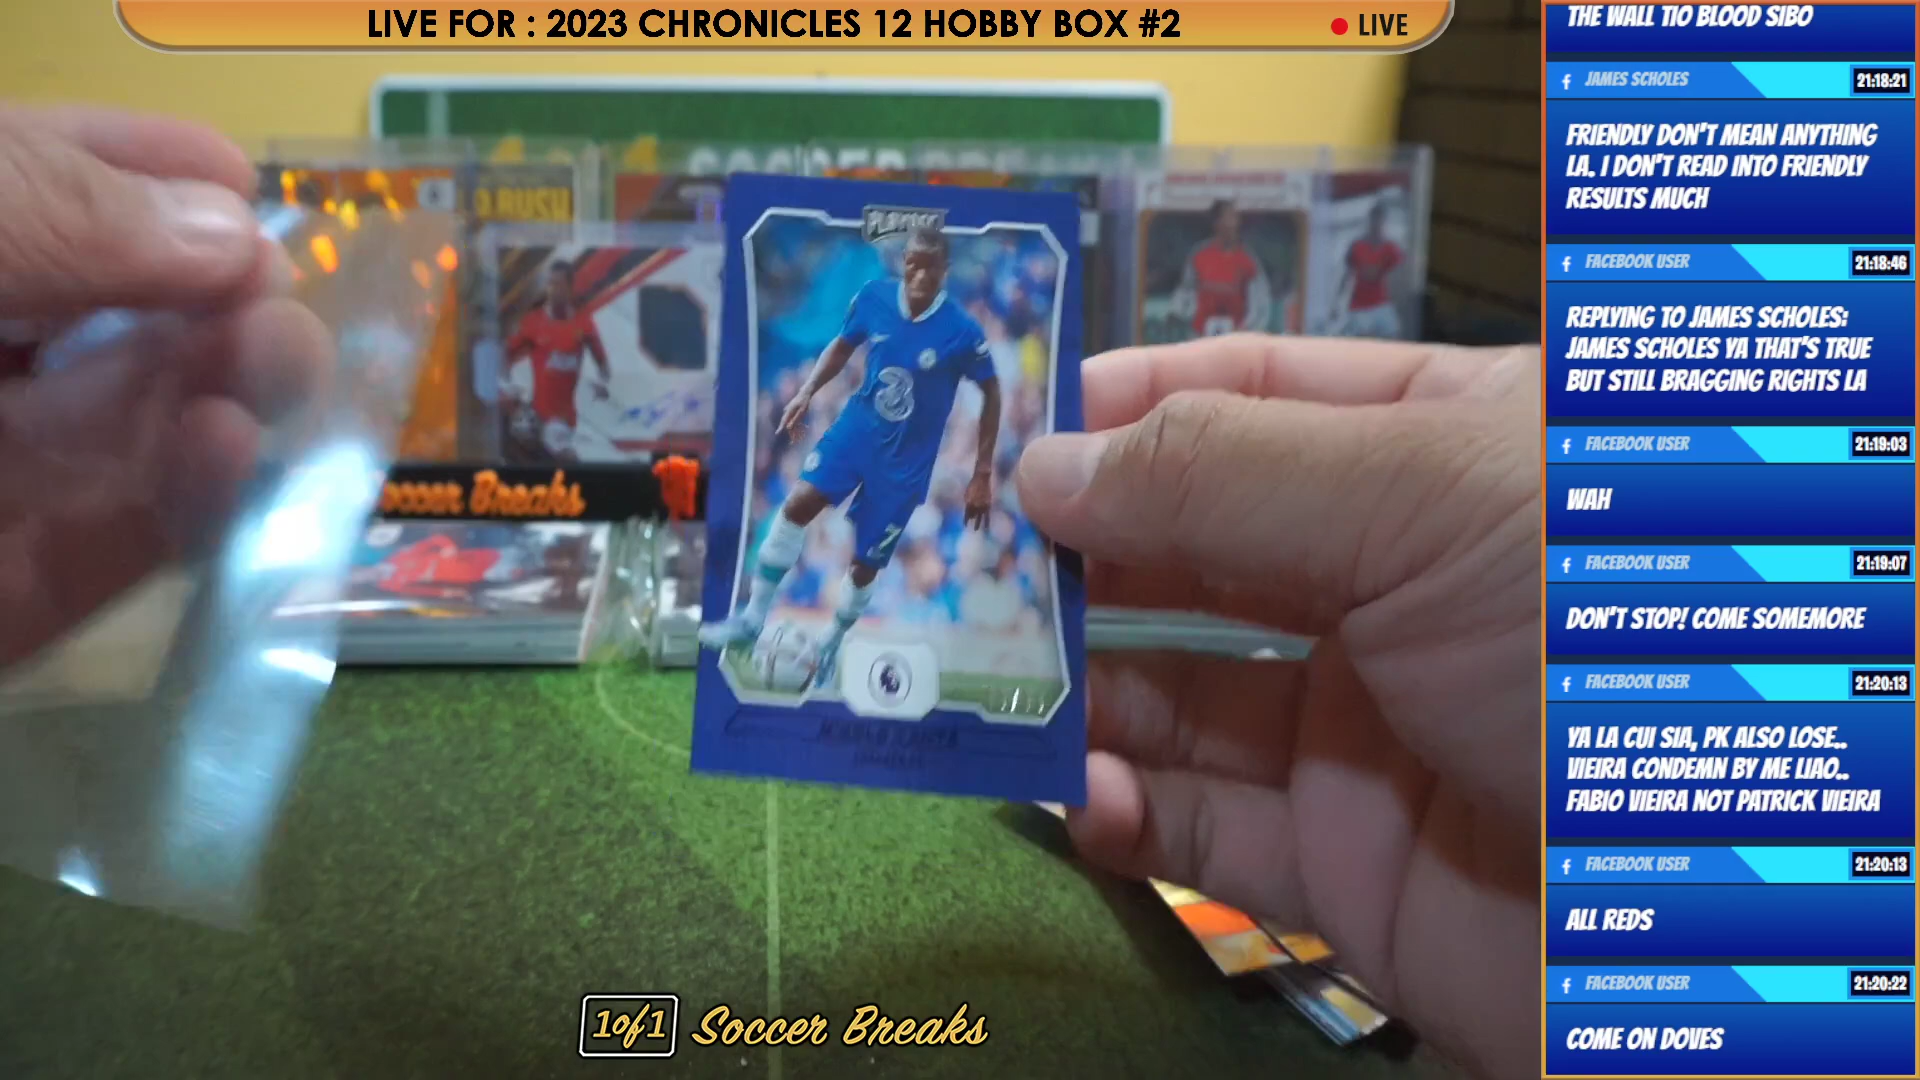 LIVE FOR : 2023 CHRONICLES 12 HOBBY BOX #2
LIVE
THE WALL TIO BLOOD SIBO
JAMES SCHOLES
21:18:21
FRIENDLY DON'T MEAN ANYTHING
LA. I DON'T READ INTO FRIENDLY
RESULTS MUCH
FACEBOOK USER
21:18:46
REPLYING TO JAMES SCHOLES:
JAMES SCHOLES YA THAT'S TRUE
BUT STILL BRAGGING RIGHTS LA
FACEBOOK USER
21:19:03
WAH
FACEBOOK USER
21:19:07
DON'T STOP! COME SOMEMORE
FACEBOOK USER
21:20:13
YA LA CUI SIA, PK ALSO LOSE..
VIEIRA CONDEMN BY ME LIAO..
FABIO VIEIRA NOT PATRICK VIEIRA
FACEBOOK USER
21:20:13
ALL REDS
FACEBOOK USER
21:20:22
COME ON DOVES
RUSH
3
7
Soccer Breaks
1of1 Soccer Breaks